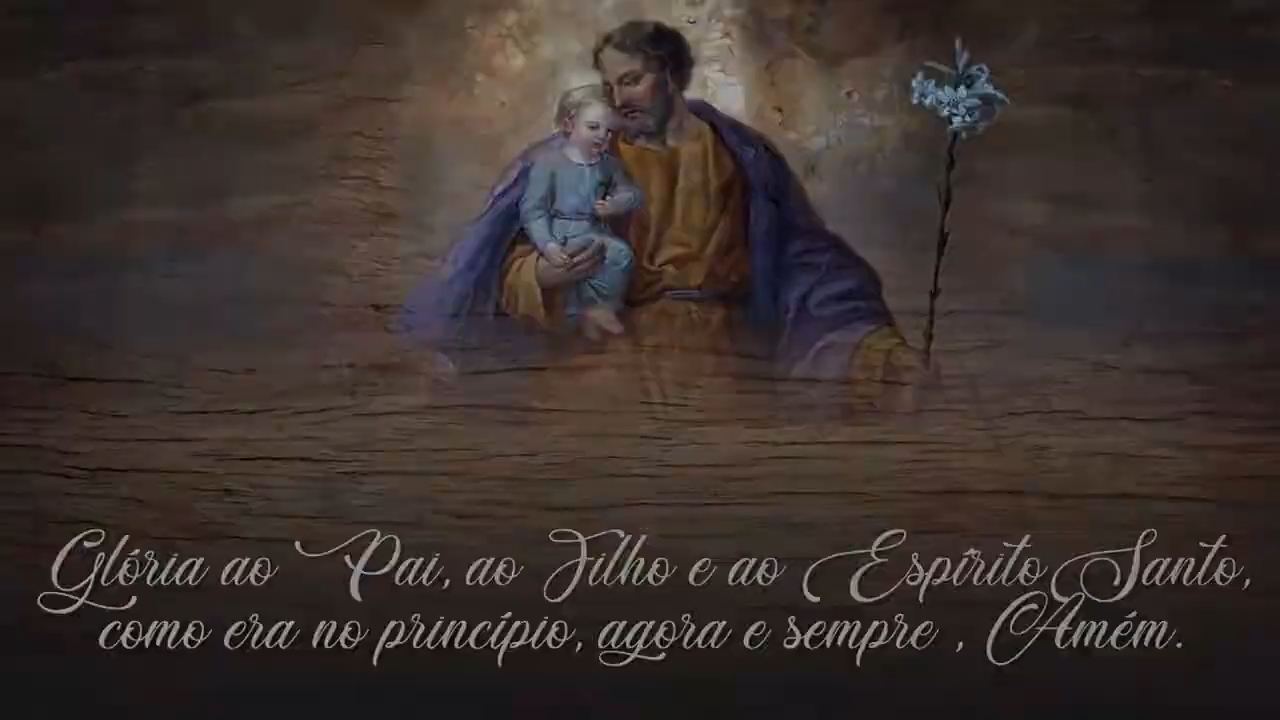 Glória ao Pai, ao Filho e ao Espírito Santo,
como era no princípio, agora e sempre , Amém.